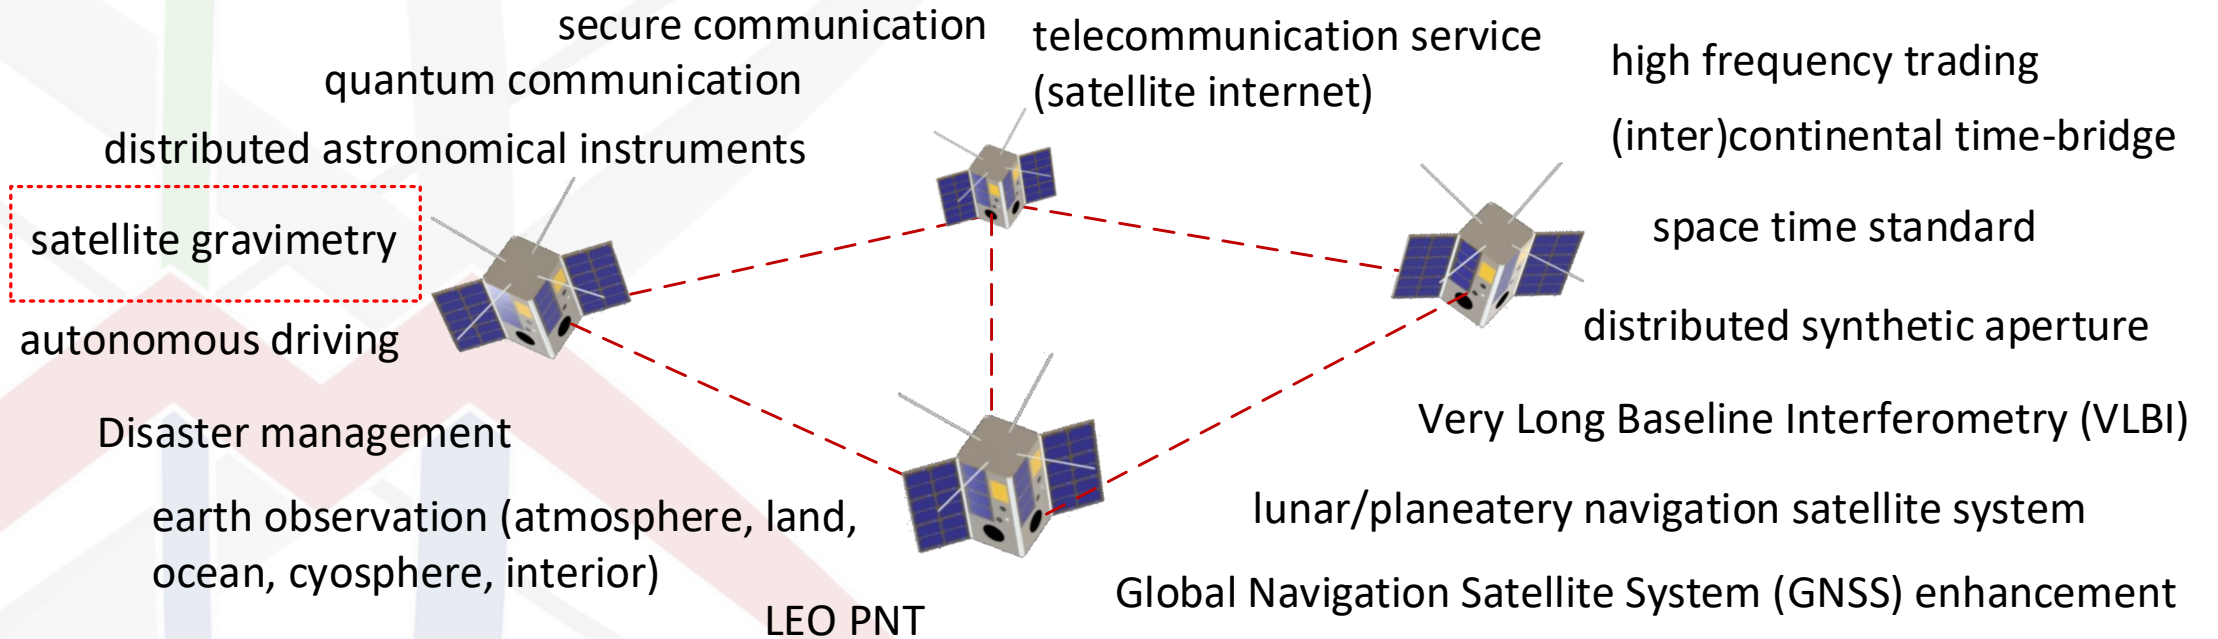 secure communication
telecommunication service
(satellite internet)
high frequency trading
quantum communication
(inter)continental time-bridge
distributed astronomical instruments
satellite gravimetry
space time standard
autonomous driving
distributed synthetic aperture
Disaster management
Very Long Baseline Interferometry (VLBI)
earth observation (atmosphere, land,
ocean, cyosphere, interior)
lunar/planeatery navigation satellite system
Global Navigation Satellite System (GNSS) enhancement
LEO PNT